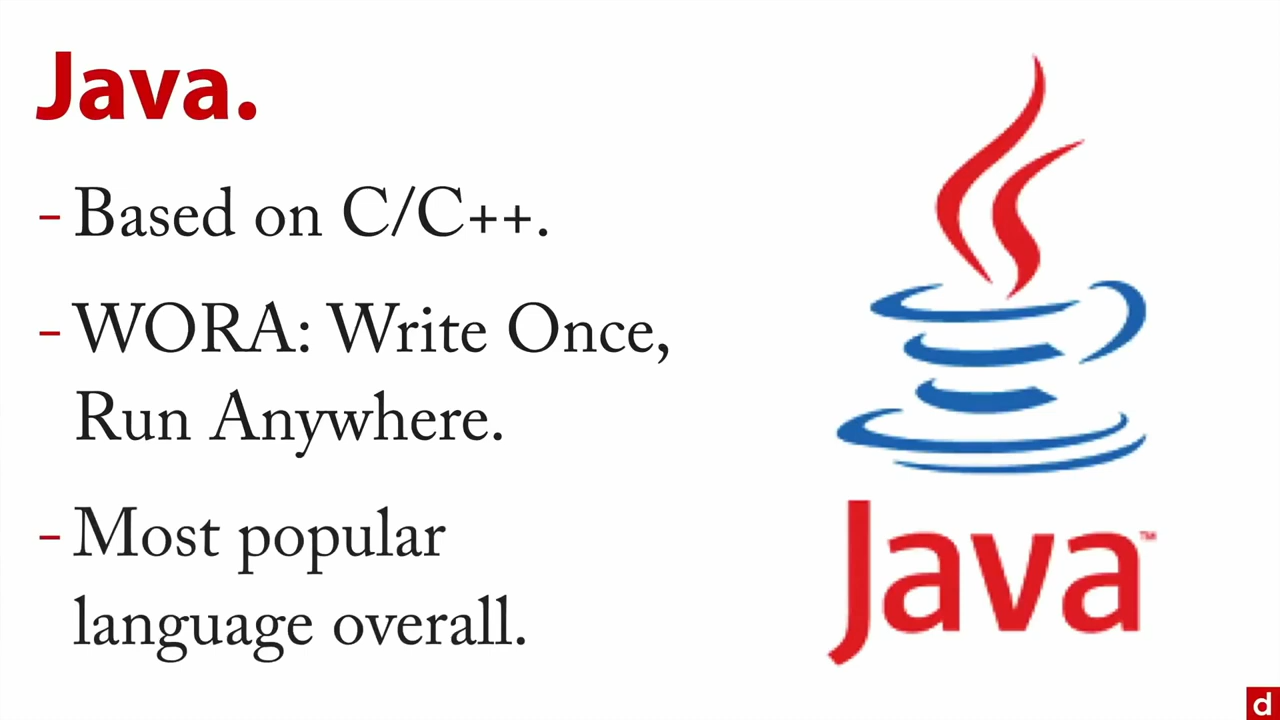 Java.
- Based on C/C++.
- WORA: Write Once,
Run Anywhere.
- Most popular
language overall.
Java™
d